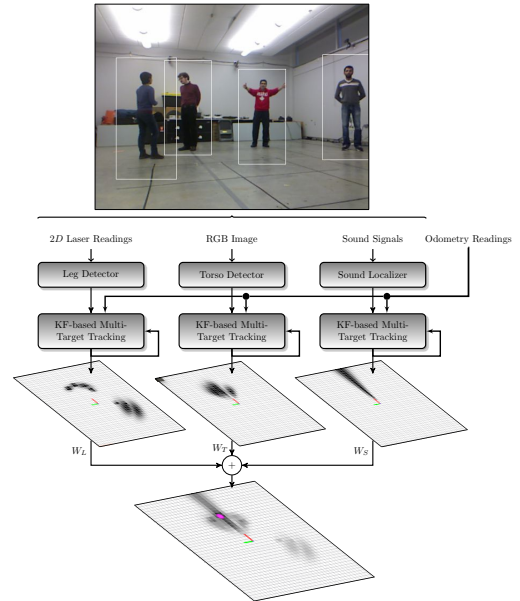 2D Laser Readings
RGB Image
Sound Signals
Odometry Readings
Leg Detector
Torso Detector
Sound Localizer
KF-based Multi-
Target Tracking
KF-based Multi-
Target Tracking
KF-based Multi-
Target Tracking
W_L
W_T
W_S
+